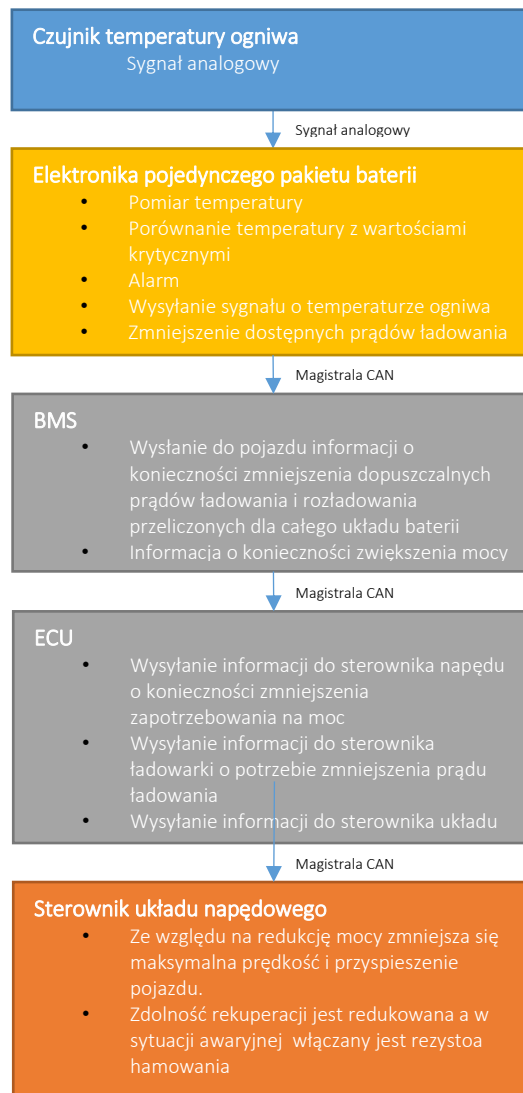 Czujnik temperatury ogniwa
Sygnał analogowy
Sygnał analogowy
Elektronika pojedynczego pakietu baterii
• Pomiar temperatury
• Porównanie temperatury z wartościami
krytycznymi
• Alarm
• Wysyłanie sygnału o temperaturze ogniwa
• Zmniejszenie dostępnych prądów ładowania
Magistrala CAN
BMS
• Wysłanie do pojazdu informacji o
konieczności zmniejszenia dopuszczalnych
prądów ładowania i rozładowania
przeliczonych dla całego układu baterii
• Informacja o konieczności zwiększenia mocy
Magistrala CAN
ECU
• Wysyłanie informacji do sterownika napędu
o konieczności zmniejszenia
zapotrzebowania na moc
• Wysyłanie informacji do sterownika
ładowarki o potrzebie zmniejszenia prądu
ładowania
• Wysyłanie informacji do sterownika układu
Magistrala CAN
Sterownik układu napędowego
• Ze względu na redukcję mocy zmniejsza się
maksymalna prędkość i przyspieszenie
pojazdu.
• Zdolność rekuperacji jest redukowana a w
sytuacji awaryjnej włączany jest rezystoa
hamowania